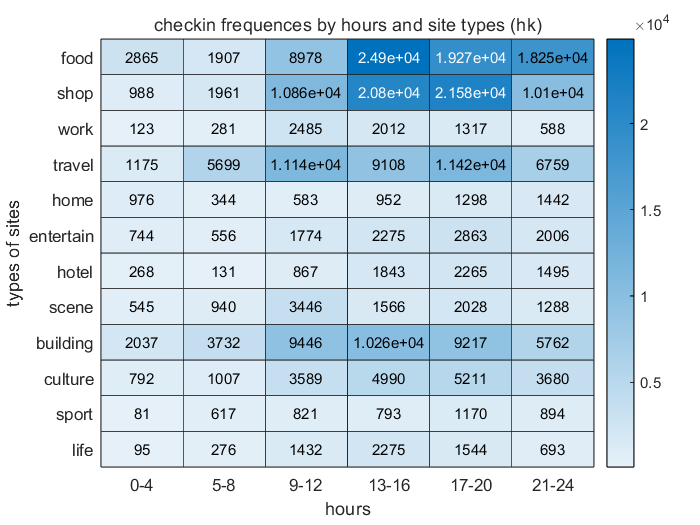 checkin frequences by hours and site types (hk)
×10⁴
food 2865 1907 8978 2.49e+04 1.927e+04 1.825e+04
shop 988 1961 1.086e+04 2.08e+04 2.158e+04 1.01e+04
work 123 281 2485 2012 1317 588
travel 1175 5699 1.114e+04 9108 1.142e+04 6759
home 976 344 583 952 1298 1442
entertain 744 556 1774 2275 2863 2006
hotel 268 131 867 1843 2265 1495
scene 545 940 3446 1566 2028 1288
building 2037 3732 9446 1.026e+04 9217 5762
culture 792 1007 3589 4990 5211 3680
sport 81 617 821 793 1170 894
life 95 276 1432 2275 1544 693
0-4 5-8 9-12 13-16 17-20 21-24
hours
types of sites
2
1.5
1
0.5